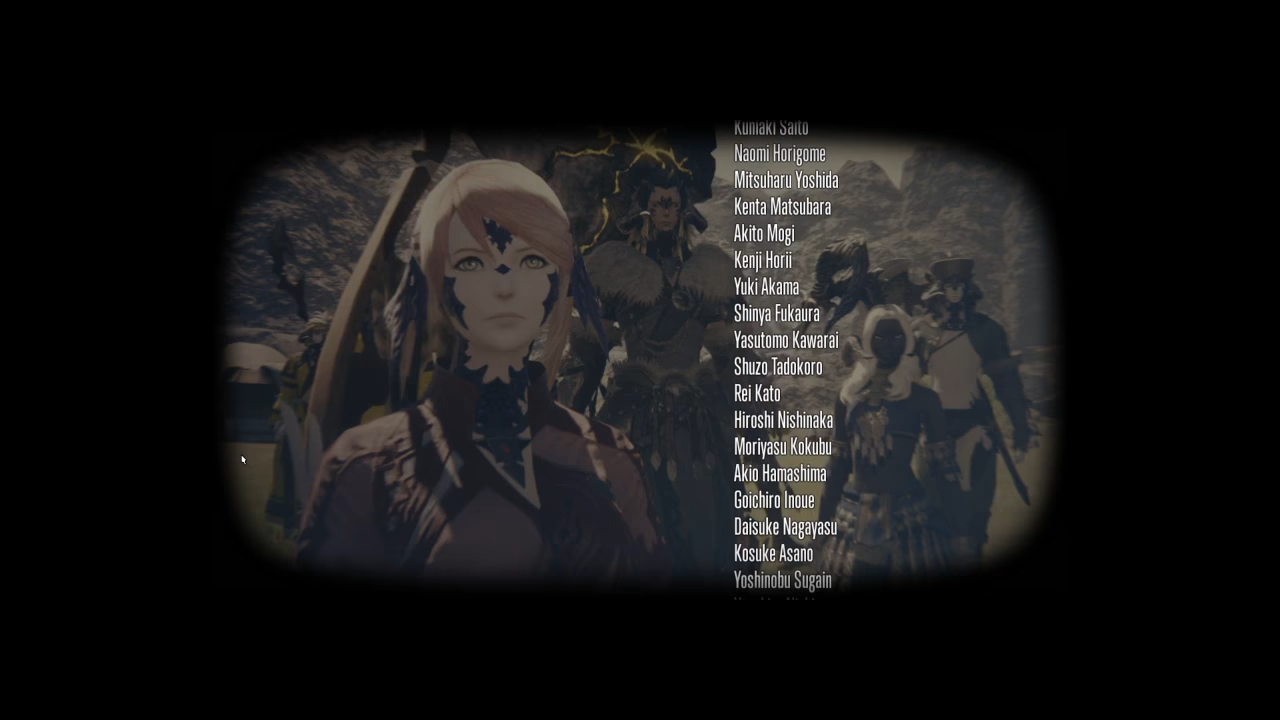 Kuniaki Saito
Naomi Horigome
Mitsuharu Yoshida
Kenta Matsubara
Akito Mogi
Kenji Horii
Yuki Akama
Shinya Fukaura
Yasutomo Kawarai
Shuzo Tadokoro
Rei Kato
Hiroshi Nishinaka
Moriyasu Kokubu
Akio Hamashima
Goichiro Inoue
Daisuke Nagayasu
Kosuke Asano
Yoshinobu Sugain